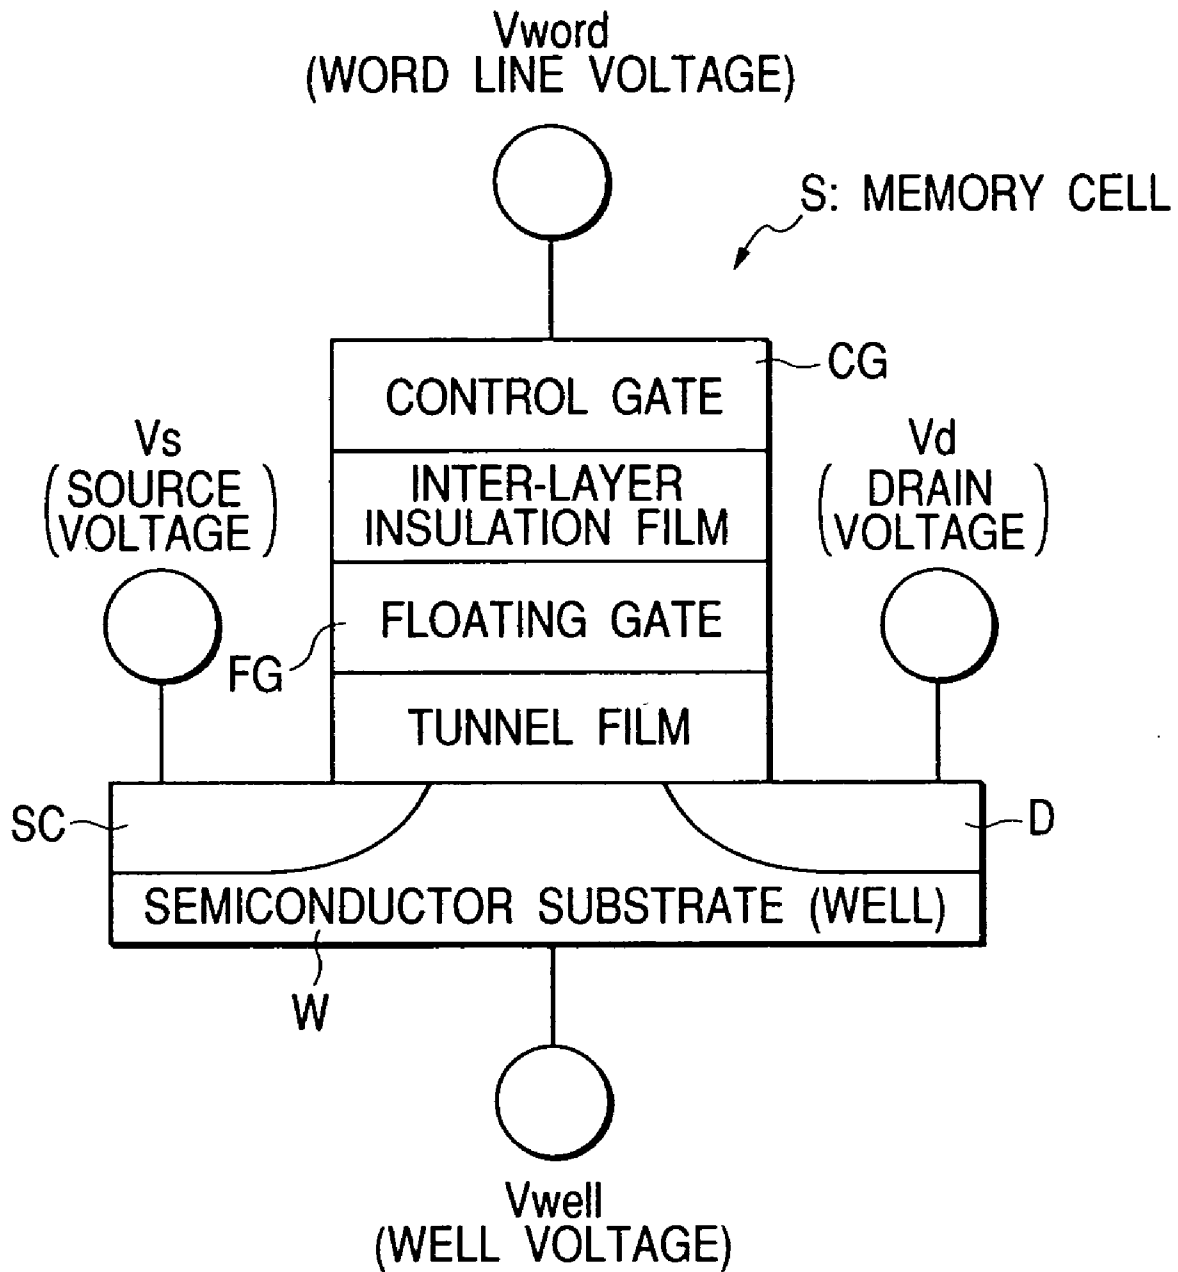 Vword
(WORD LINE VOLTAGE)
S: MEMORY CELL
CG
CONTROL GATE
Vs
(SOURCE
VOLTAGE)
Vd
(DRAIN
VOLTAGE)
INTER-LAYER
INSULATION FILM
FLOATING GATE
FG
TUNNEL FILM
SC
D
SEMICONDUCTOR SUBSTRATE (WELL)
W
Vwell
(WELL VOLTAGE)